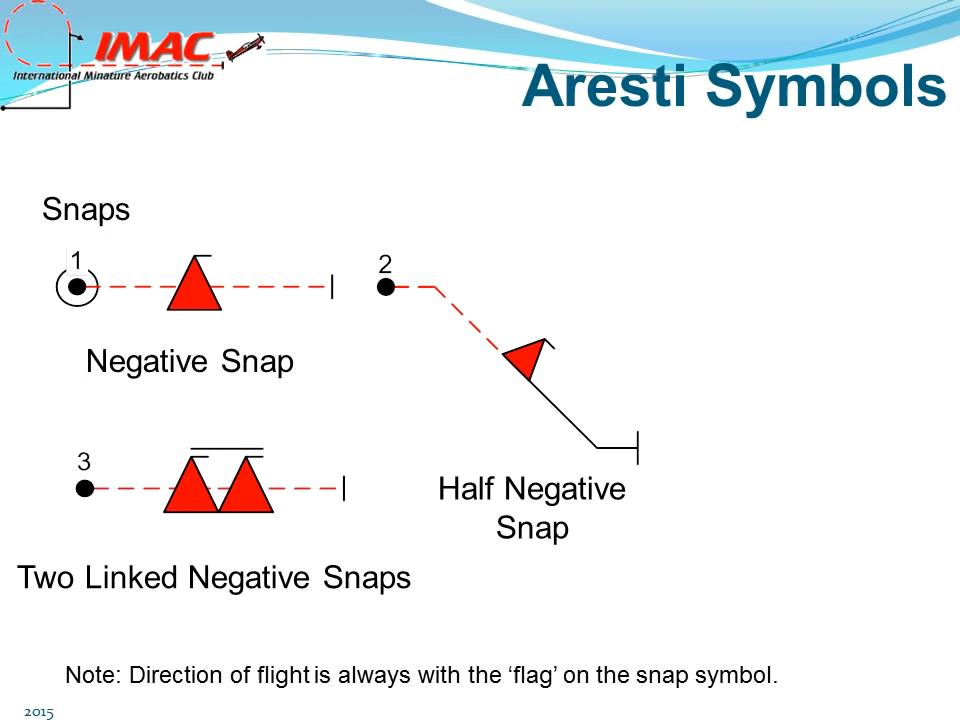 IMAC
International Minature Aerobatics Club
Aresti Symbols
Snaps
1
2
Negative Snap
3
Half Negative
Snap
Two Linked Negative Snaps
Note: Direction of flight is always with the ‘flag’ on the snap symbol.
2015